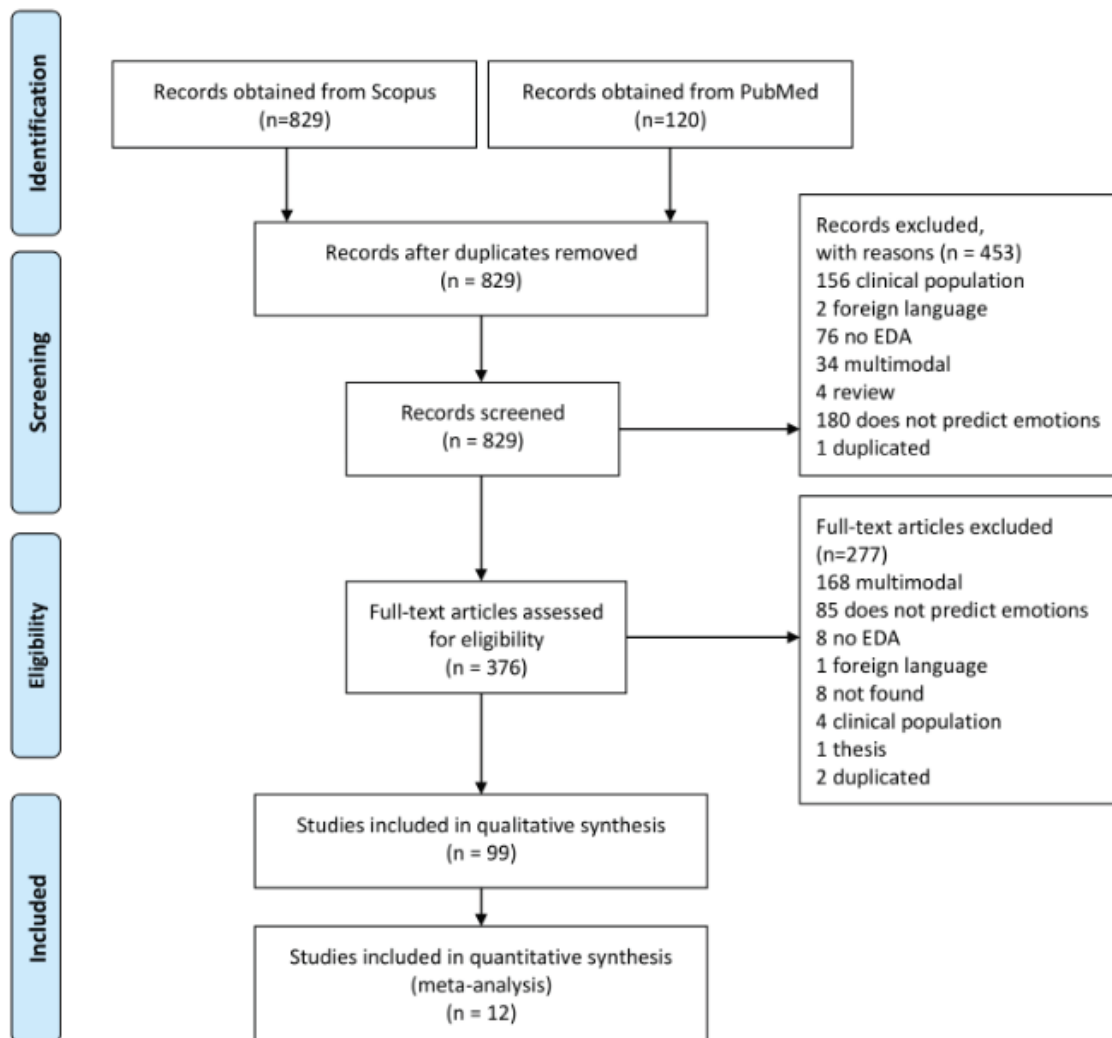 Identification
Records obtained from Scopus
(n=829)
Records obtained from PubMed
(n=120)
Records after duplicates removed
(n = 829)
Screening
Records screened
(n = 829)
Records excluded,
with reasons (n = 453)
156 clinical population
2 foreign language
76 no EDA
34 multimodal
4 review
180 does not predict emotions
1 duplicated
Eligibility
Full-text articles assessed
for eligibility
(n = 376)
Full-text articles excluded
(n=277)
168 multimodal
85 does not predict emotions
8 no EDA
1 foreign language
8 not found
4 clinical population
1 thesis
2 duplicated
Included
Studies included in qualitative synthesis
(n = 99)
Studies included in quantitative synthesis
(meta-analysis)
(n = 12)